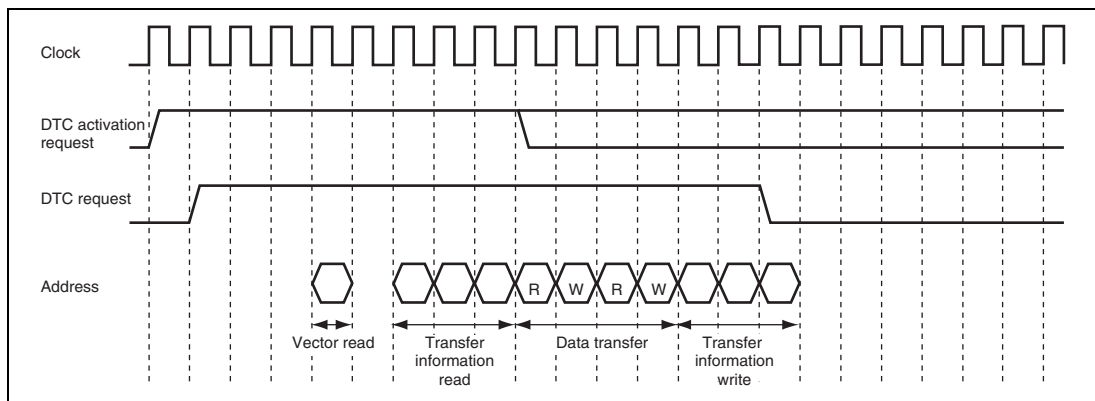 Clock
DTC activation
request
DTC request
Address
R W R W
Vector read
Transfer
information
read
Data transfer
Transfer
information
write